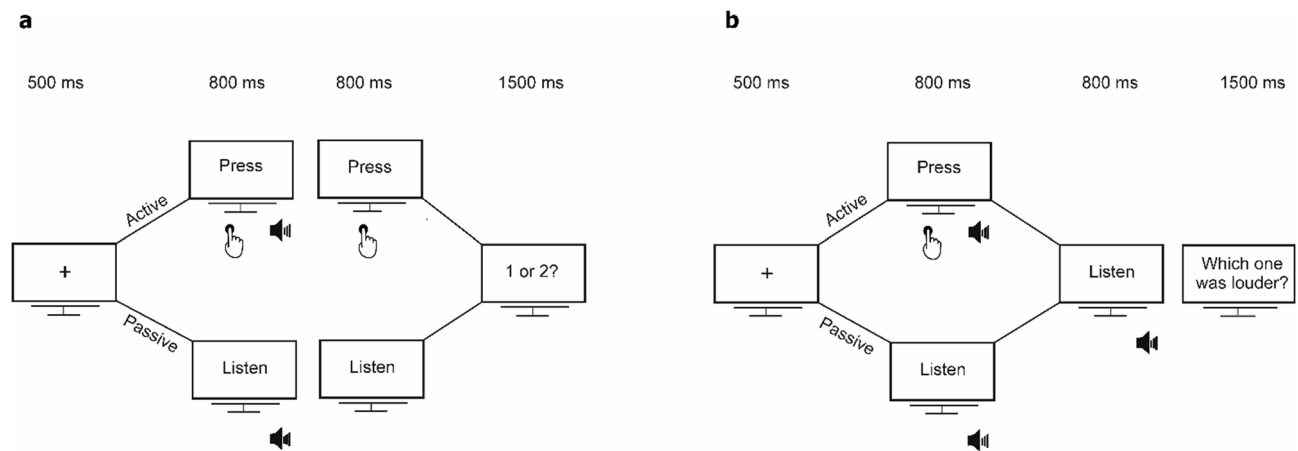 a
500 ms
800 ms
800 ms
1500 ms
Press
Press
Active
+
1 or 2?
Passive
Listen
Listen
b
500 ms
800 ms
800 ms
1500 ms
Press
Active
+
Listen
Which one
was louder?
Passive
Listen